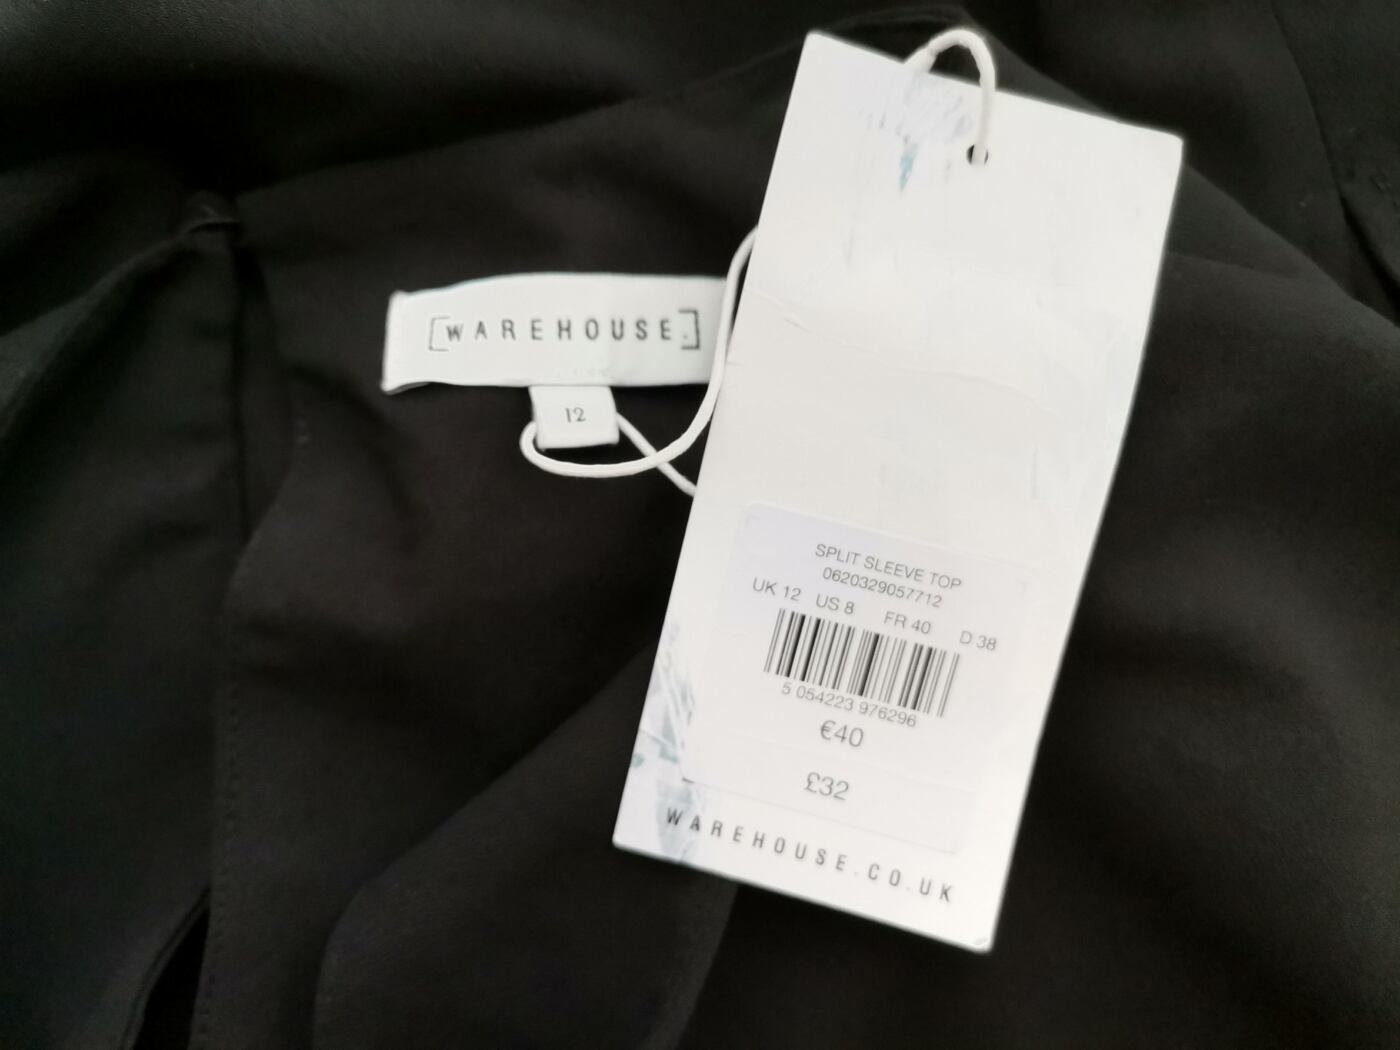 [WAREHOUSE.]
12
SPLIT SLEEVE TOP
0620329057712
UK 12 US 8 FR 40 D 38
5 054223 976296
€40
£32
WAREHOUSE.CO.UK